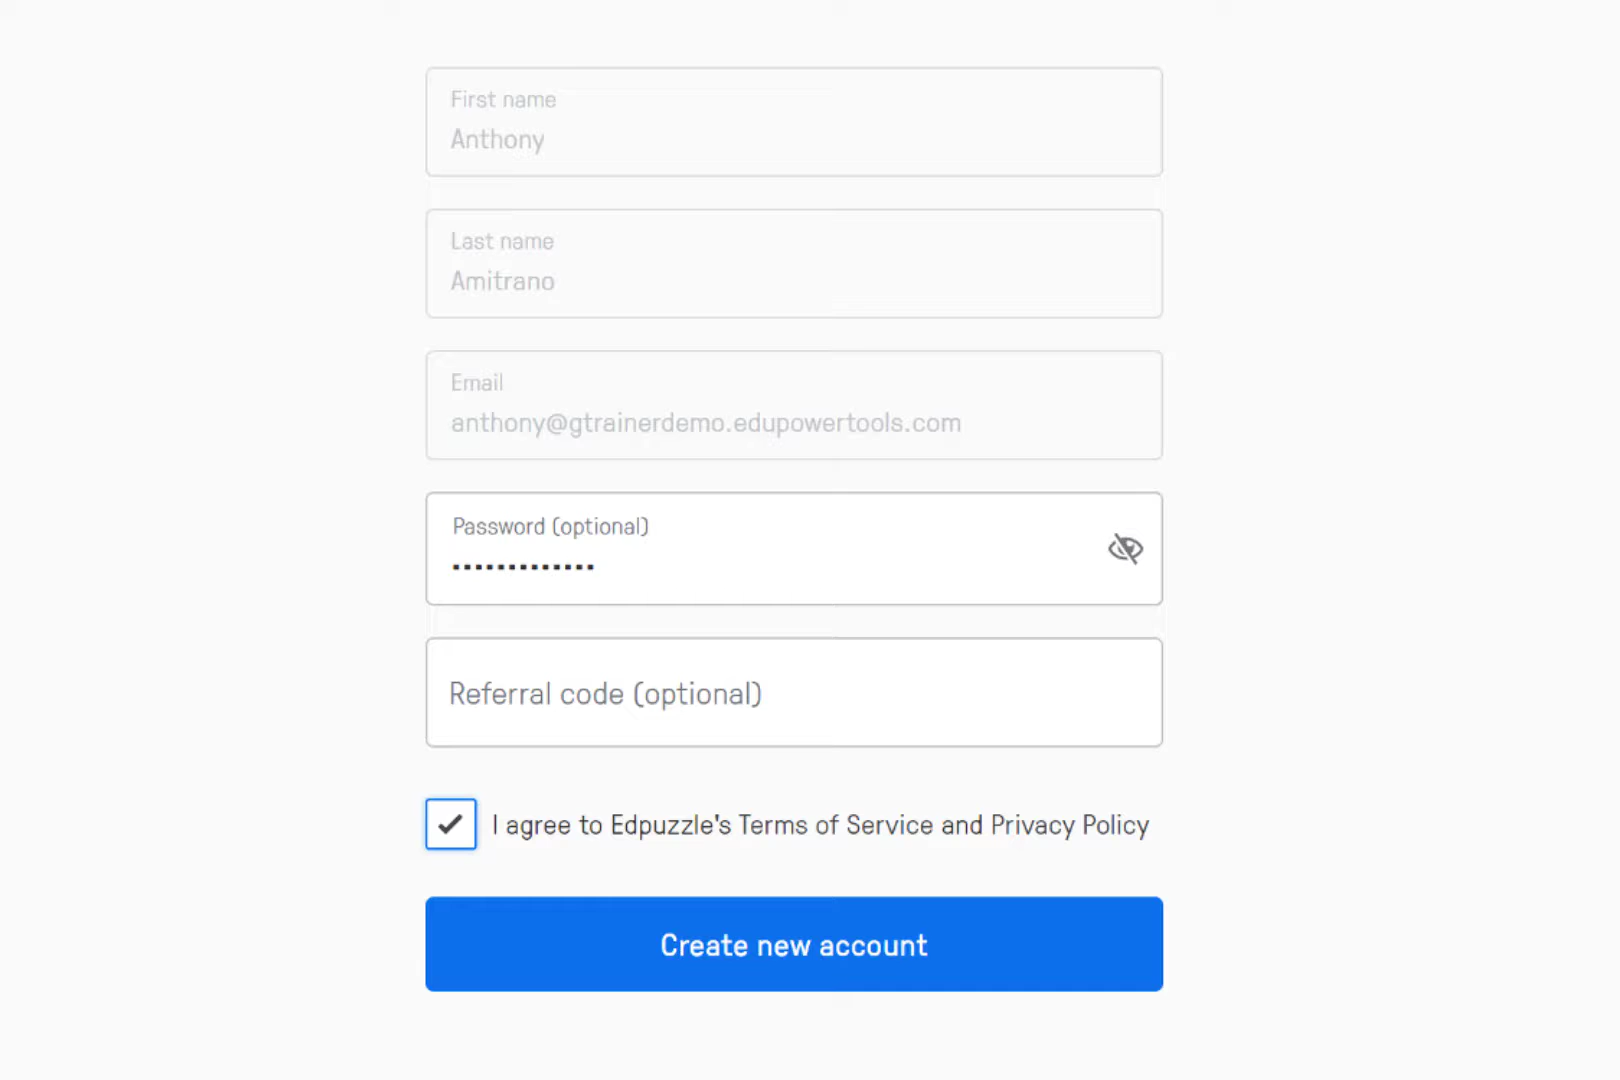 First name
Anthony
Last name
Amitrano
Email
anthony@gtrainerdemo.edupowertools.com
Password (optional)
•••••••••••••
Referral code (optional)
I agree to Edpuzzle's Terms of Service and Privacy Policy
Create new account